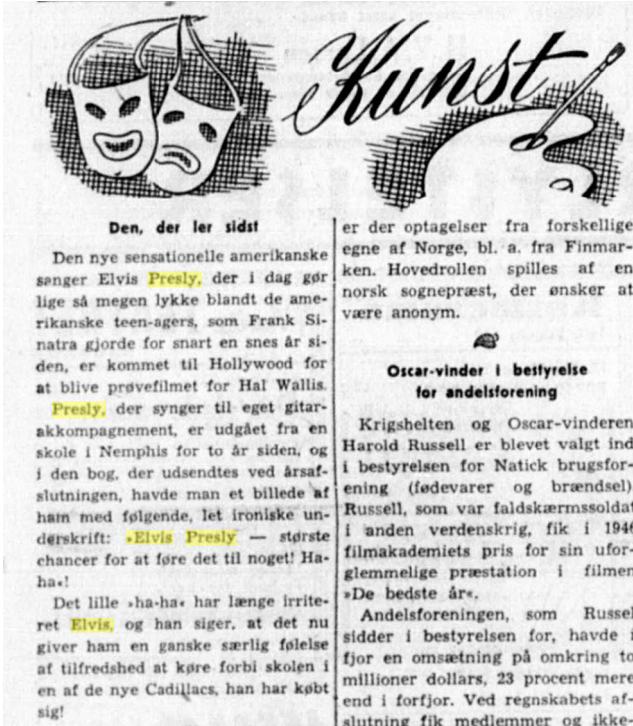 Kunst
Den, der ler sidst
Den nye sensationelle amerikanske
sanger Elvis Presly, der i dag gør
lige så megen lykke blandt de ame-
rikanske teen-agers, som Frank Si-
natra gjorde for snart en snes år si-
den, er kommet til Hollywood for
at blive prøvefilmet for Hal Wallis.
Presly, der synger til eget gitar-
akkompagnement, er udgået fra en
skole i Nemphis for to år siden, og
i den bog, der udsendtes ved årsaf-
slutningen, havde man et billede af
ham med følgende, let ironiske un-
derskrift: »Elvis Presly — største
chancer for at føre det til noget! Ha-
ha«!
Det lille »ha-ha« har længe irrite-
ret Elvis, og han siger, at det nu
giver ham en ganske særlig følelse
af tilfredshed at køre forbi skolen i
en af de nye Cadillacs, han har købt
sig!
er der optagelser fra forskellige
egne af Norge, bl. a. fra Finmar-
ken. Hovedrollen spilles af en
norsk sognepræst, der ønsker at
være anonym.
Oscar-vinder i bestyrelse
for andelsforening
Krigshelten og Oscar-vinderen
Harold Russell er blevet valgt ind
i bestyrelsen for Natick brugsfor-
ening (fødevarer og brændsel)
Russell, som var faldskærmssoldat
i anden verdenskrig, fik i 1946
filmakademiets pris for sin ufor-
glemmelige præstation i filmen
»De bedste år«.
Andelsforeningen, som Russel
sidder i bestyrelsen for, havde i
fjor en omsætning på omkring to
millioner dollars, 23 procent mere
end i forfjor. Ved regnskabets af-
slutning fik medlemmer og ikke